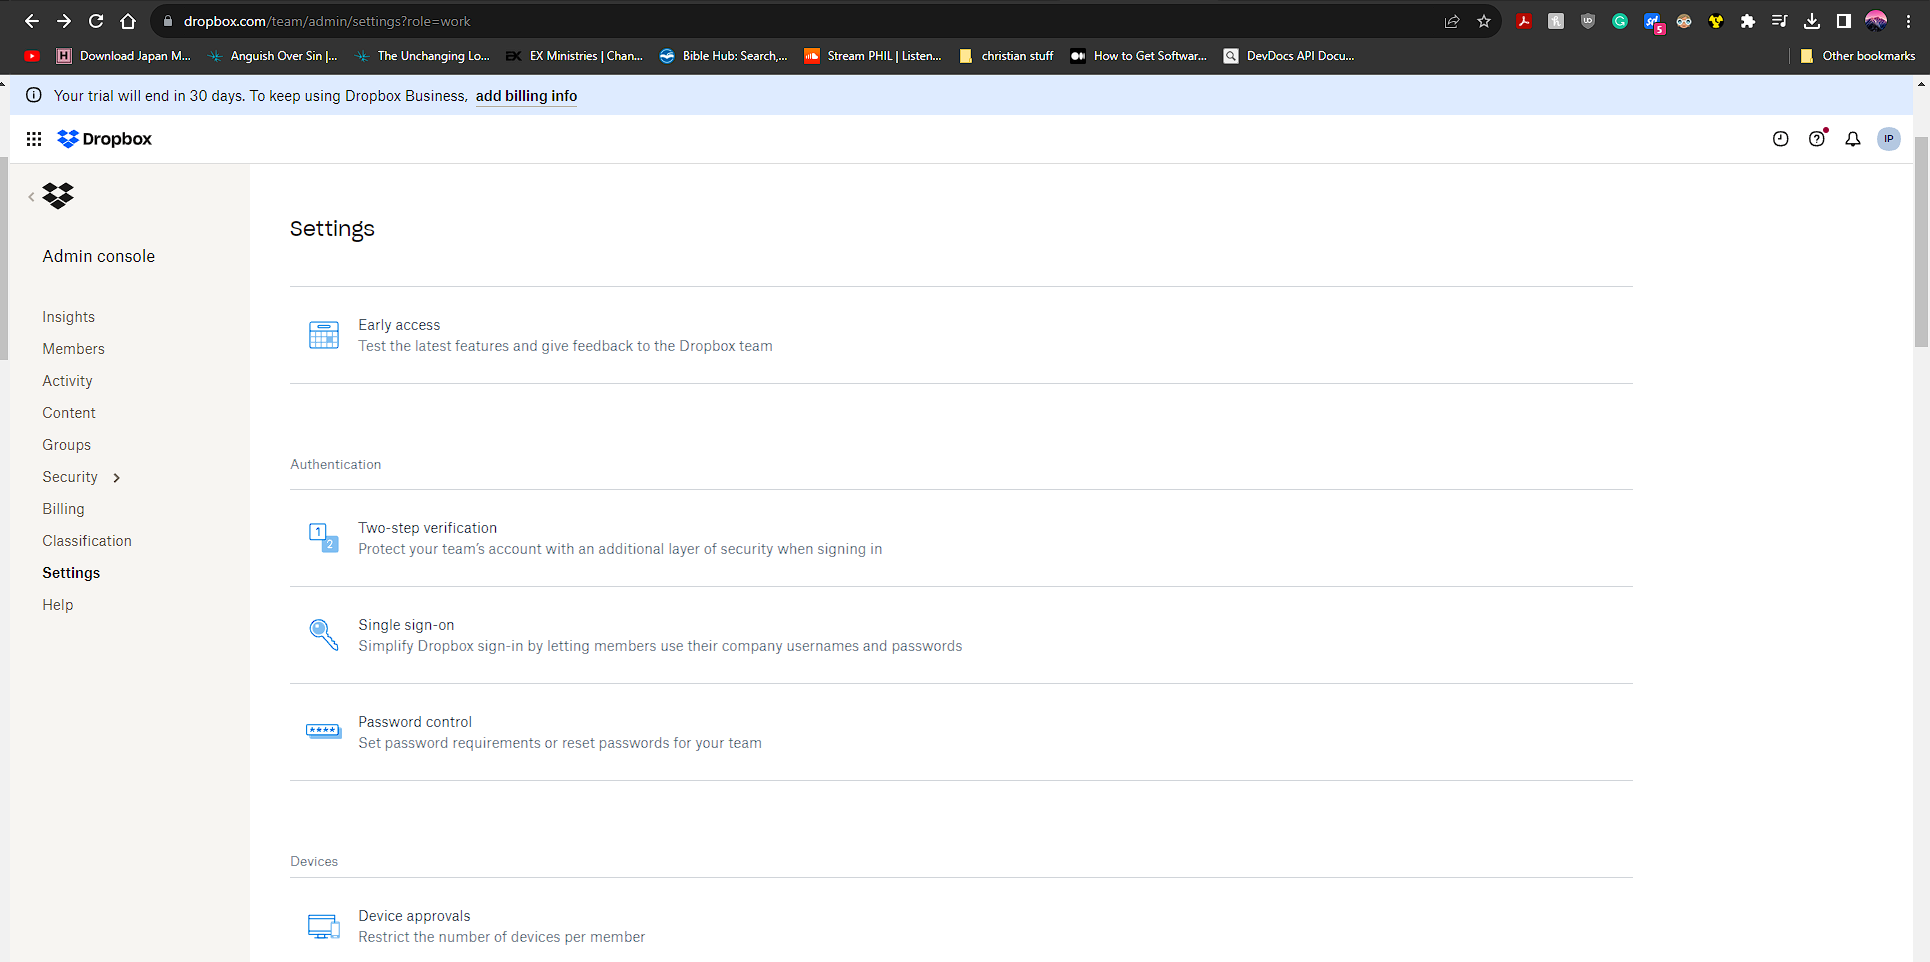 dropbox.com/team/admin/settings?role=work
5
Download Japan M...
Anguish Over Sin |...
The Unchanging Lo...
EX Ministries | Chan...
Bible Hub: Search,...
Stream PHIL | Listen...
christian stuff
How to Get Softwar...
DevDocs API Docu...
Other bookmarks
Your trial will end in 30 days. To keep using Dropbox Business, add billing info
Dropbox
IP
Settings
Admin console
Insights
Members
Activity
Content
Groups
Security
Billing
Classification
Settings
Help
Early access
Test the latest features and give feedback to the Dropbox team
Authentication
1
2
Two-step verification
Protect your team's account with an additional layer of security when signing in
Single sign-on
Simplify Dropbox sign-in by letting members use their company usernames and passwords
****
Password control
Set password requirements or reset passwords for your team
Devices
Device approvals
Restrict the number of devices per member